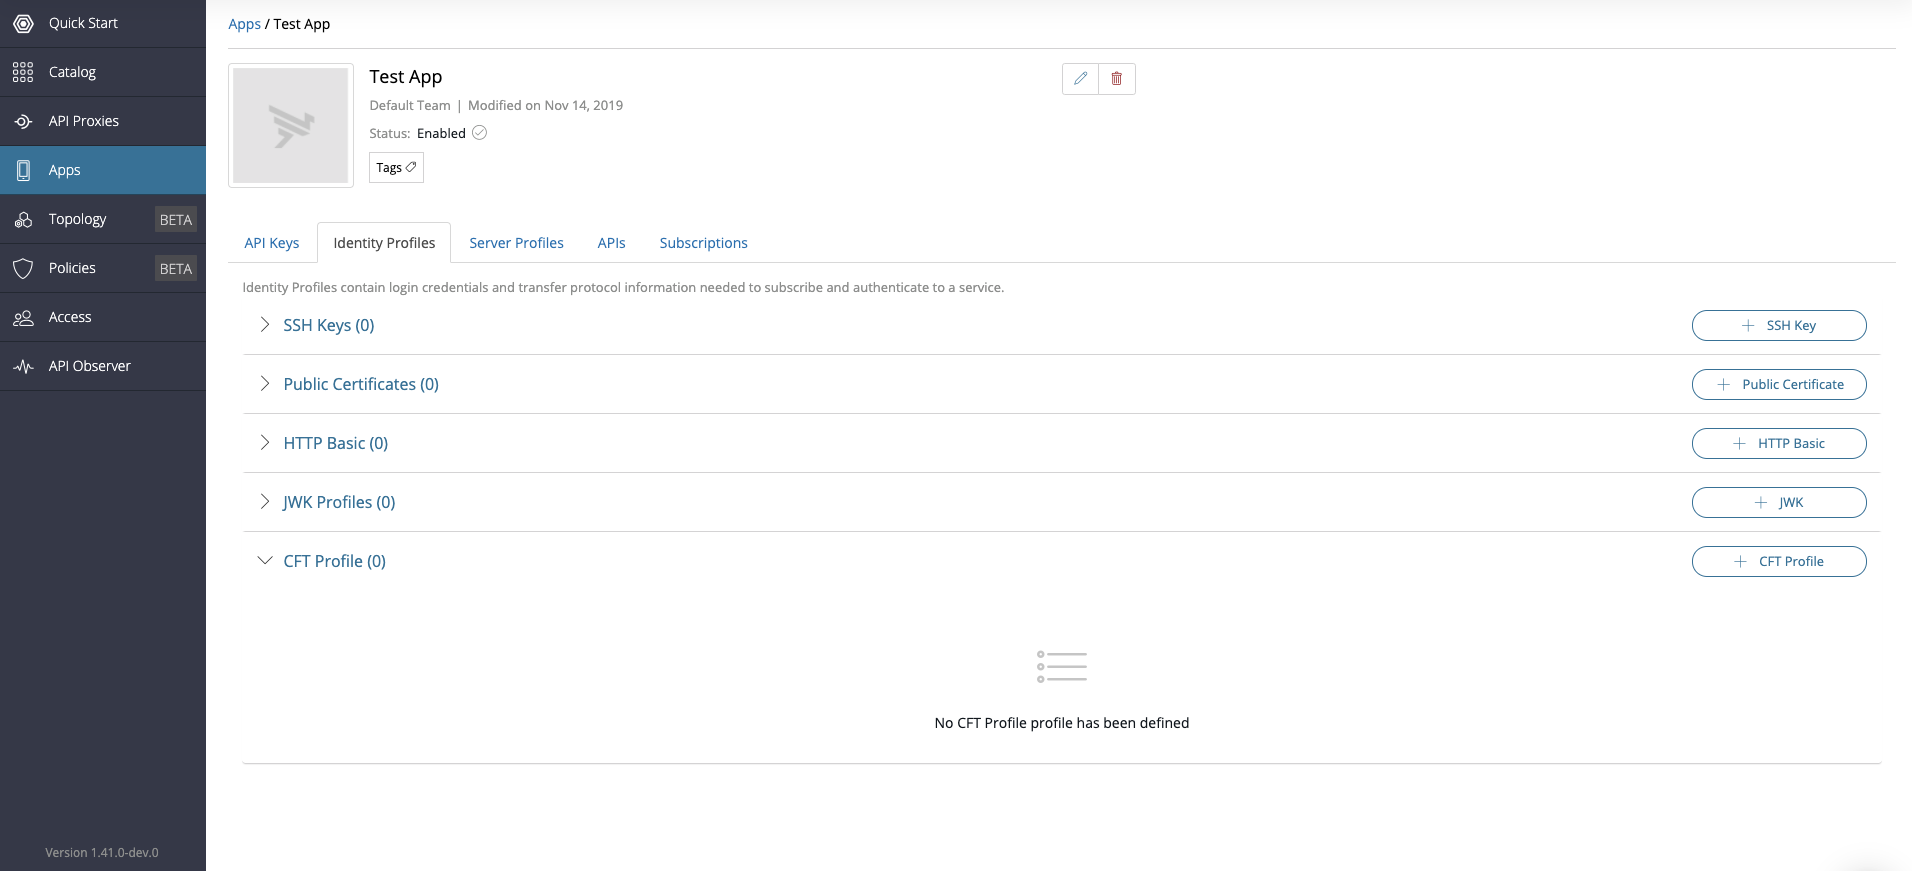 Quick Start
Catalog
API Proxies
Apps
Topology BETA
Policies BETA
Access
API Observer
Version 1.41.0-dev.0
Apps / Test App
Test App
Default Team | Modified on Nov 14, 2019
Status: Enabled
Tags
API Keys Identity Profiles Server Profiles APIs Subscriptions
Identity Profiles contain login credentials and transfer protocol information needed to subscribe and authenticate to a service.
SSH Keys (0) + SSH Key
Public Certificates (0) + Public Certificate
HTTP Basic (0) + HTTP Basic
JWK Profiles (0) + JWK
CFT Profile (0) + CFT Profile
No CFT Profile profile has been defined